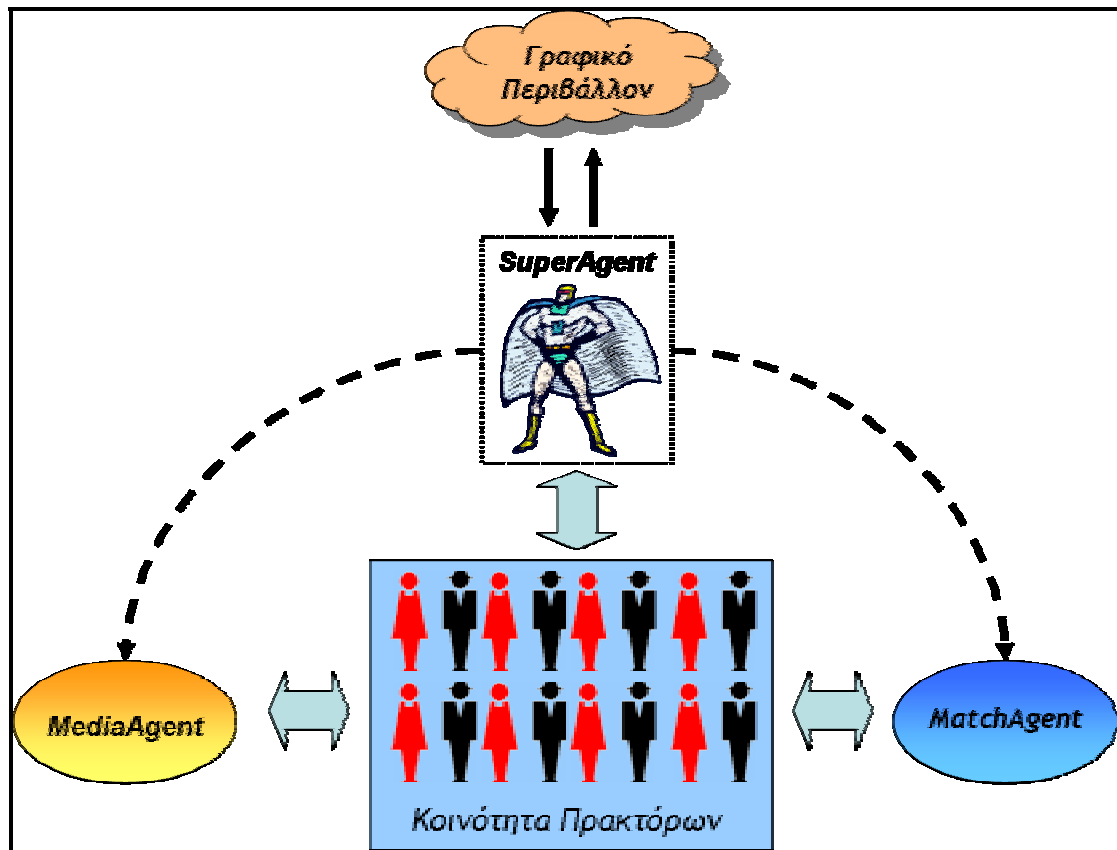 Γραφικό
Περιβάλλον
SuperAgent
MediaAgent
MatchAgent
Κοινότητα Πρακτόρων